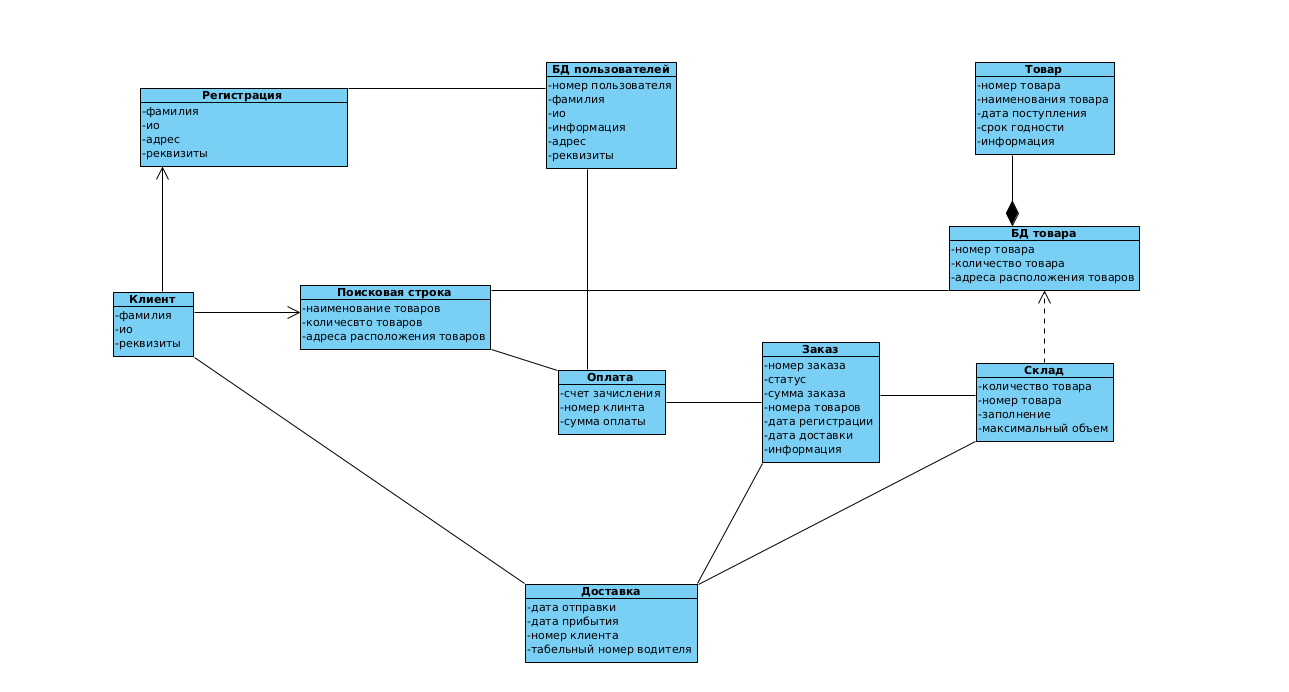 Регистрация
-фамилия
-ио
-адрес
-реквизиты
БД пользователей
-номер пользователя
-фамилия
-ио
-информация
-адрес
-реквизиты
Товар
-номер товара
-наименования товара
-дата поступления
-срок годности
-информация
БД товара
-номер товара
-количество товара
-адреса расположения товаров
Клиент
-фамилия
-ио
-реквизиты
Поисковая строка
-наименование товаров
-количесвто товаров
-адреса расположения товаров
Оплата
-счет зачисления
-номер клинта
-сумма оплаты
Заказ
-номер заказа
-статус
-сумма заказа
-номера товаров
-дата регистрации
-дата доставки
-информация
Склад
-количество товара
-номер товара
-заполнение
-максимальный объем
Доставка
-дата отправки
-дата прибытия
-номер клиента
-табельный номер водителя